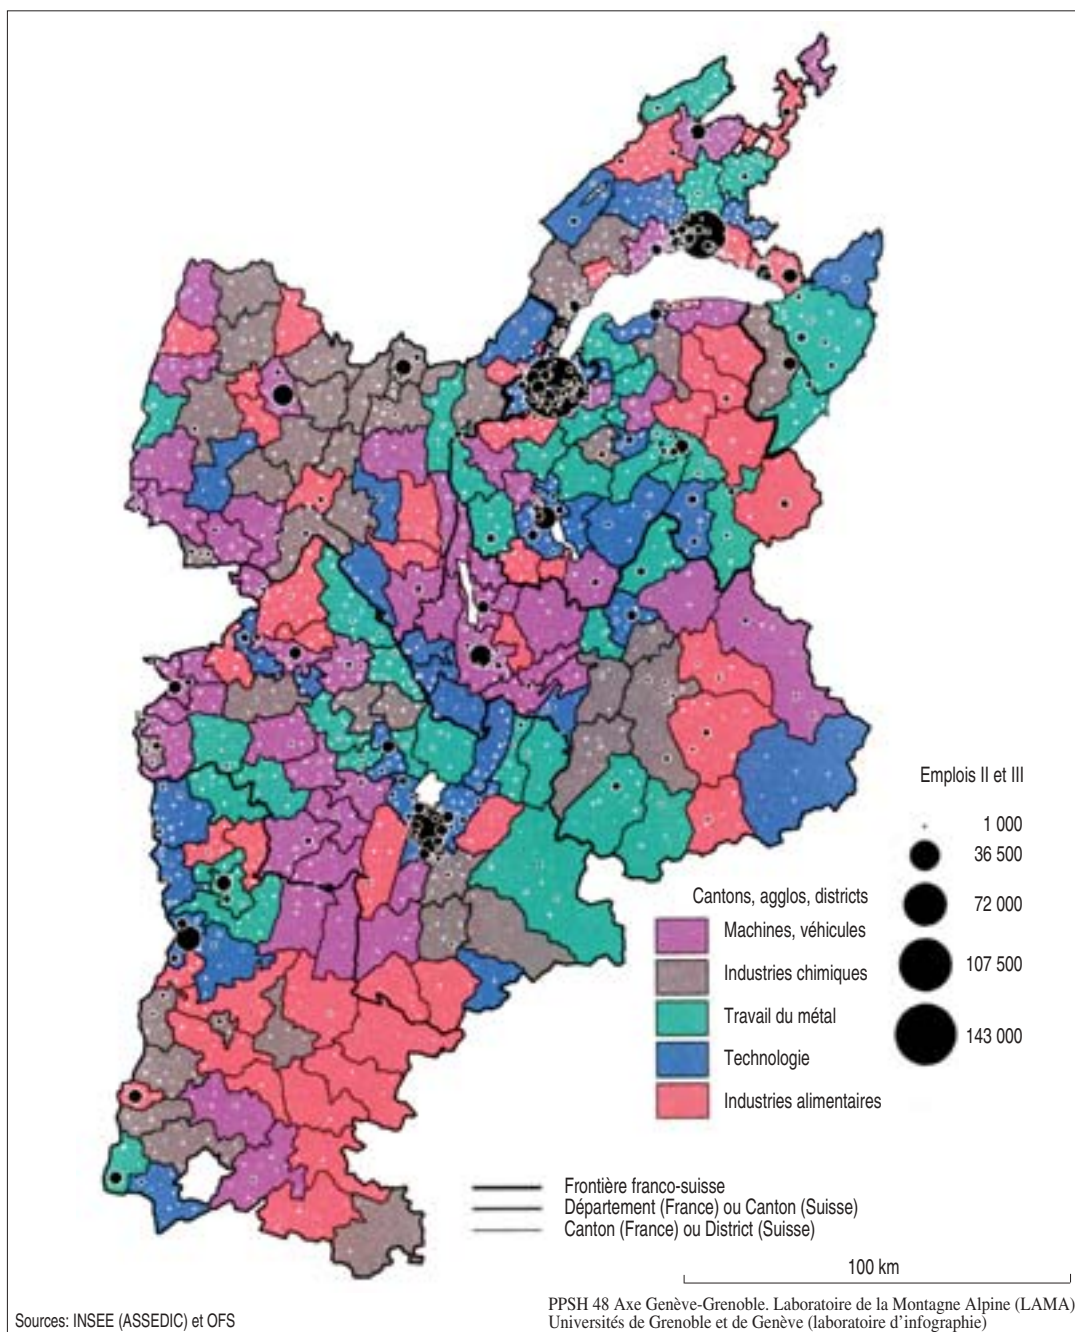 Emplois II et III
1 000
36 500
72 000
107 500
143 000
Cantons, agglos, districts
Machines, véhicules
Industries chimiques
Travail du métal
Technologie
Industries alimentaires
Frontière franco-suisse
Département (France) ou Canton (Suisse)
Canton (France) ou District (Suisse)
100 km
Sources: INSEE (ASSEDIC) et OFS
PPSH 48 Axe Genève-Grenoble. Laboratoire de la Montagne Alpine (LAMA)
Universités de Grenoble et de Genève (laboratoire d'infographie)